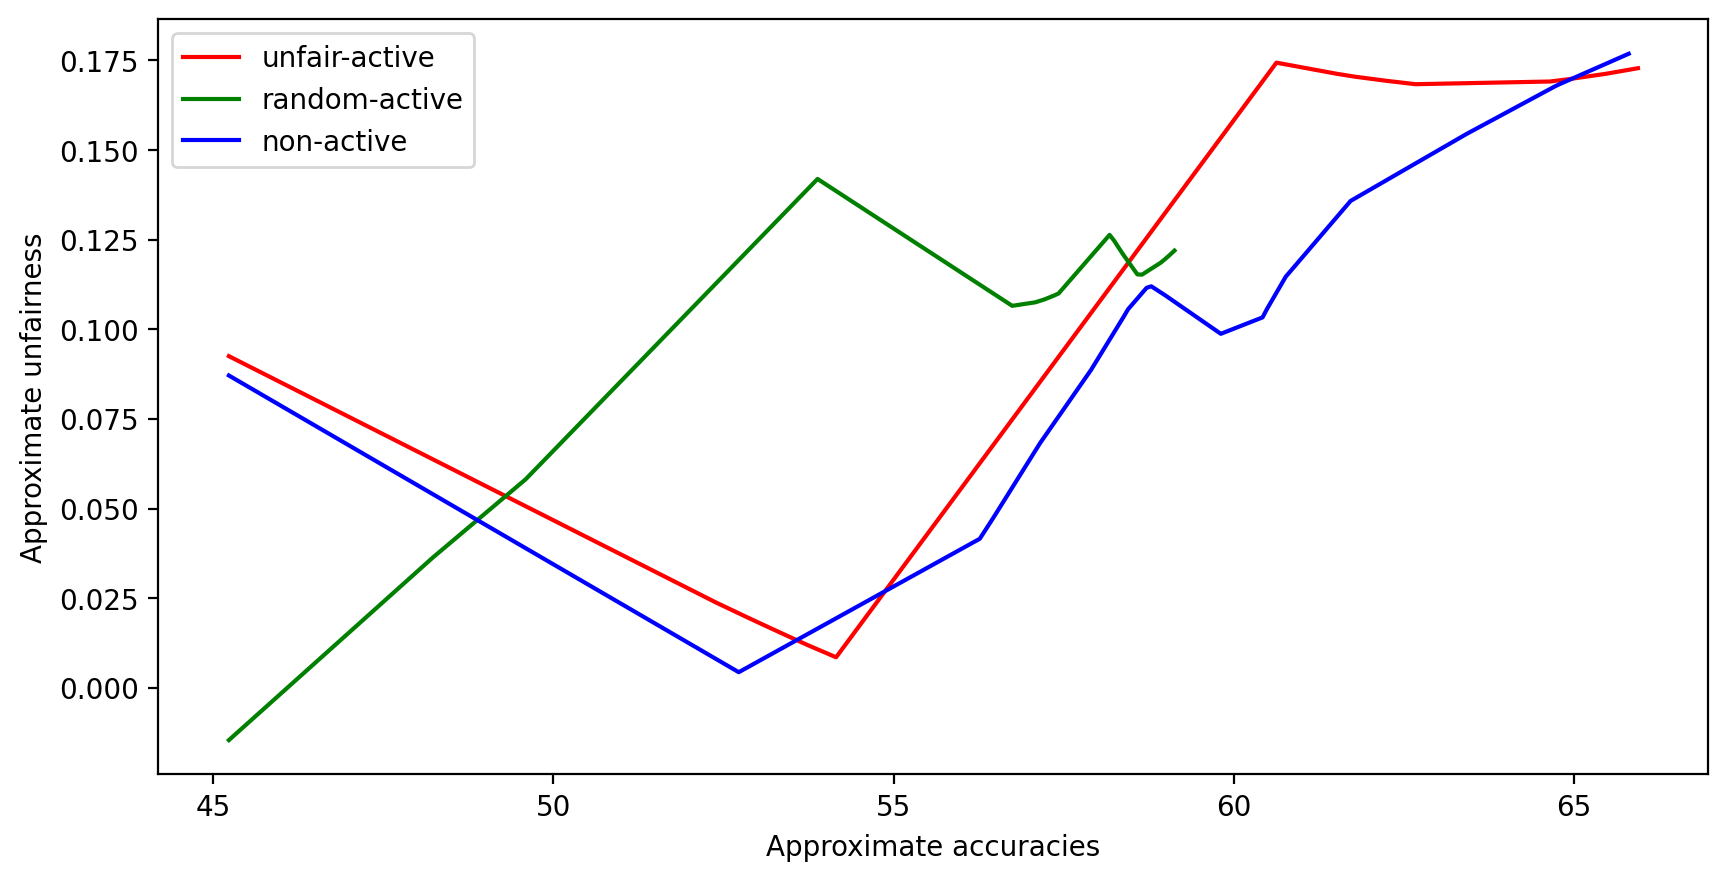 unfair-active
random-active
non-active
Approximate unfairness
0.175
0.150
0.125
0.100
0.075
0.050
0.025
0.000
45 50 55 60 65
Approximate accuracies